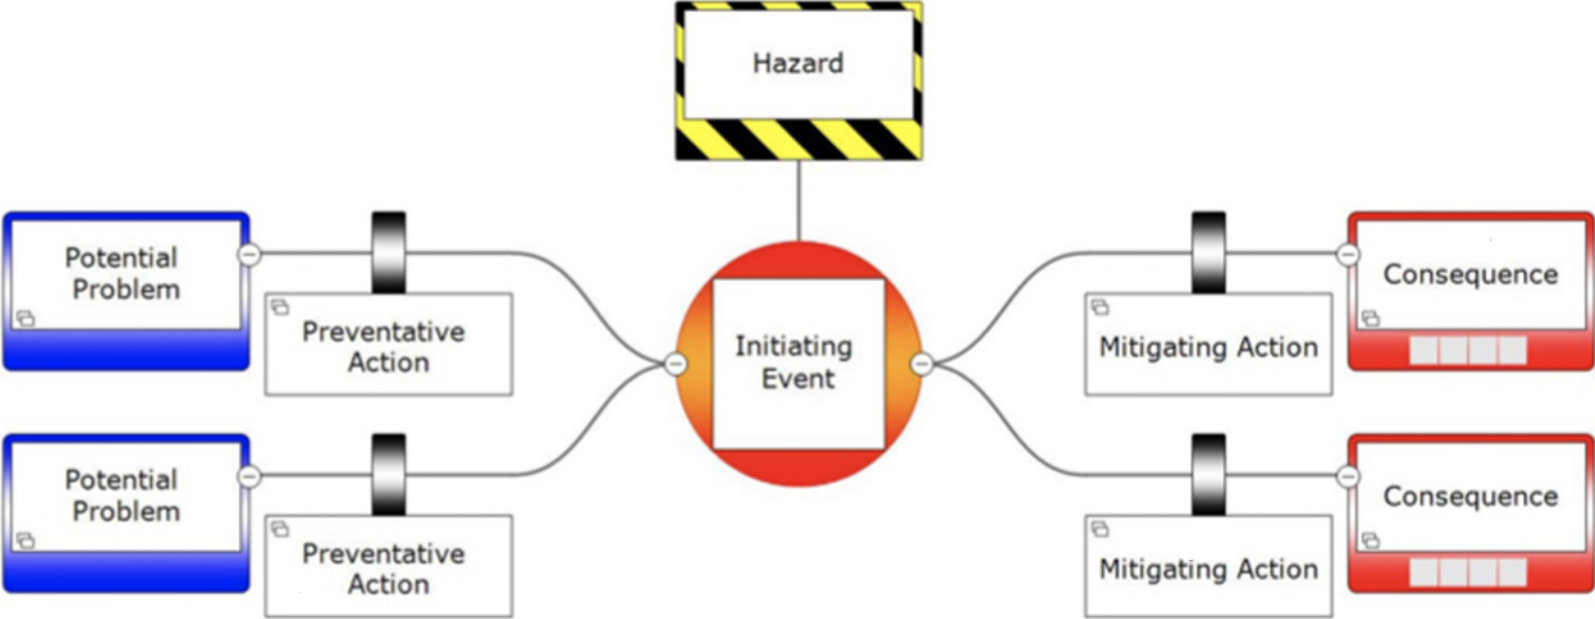 Hazard
Potential
Problem
Preventative
Action
Initiating
Event
Mitigating Action
Consequence
Potential
Problem
Preventative
Action
Mitigating Action
Consequence